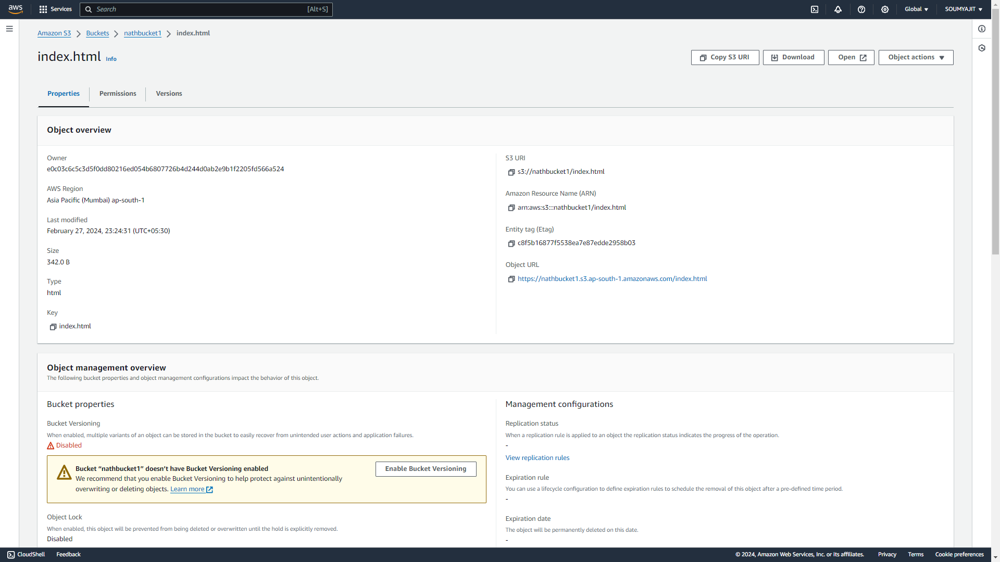 aws
Services
Search
[Alt+S]
Global
SOUMYAJIT
Amazon S3 > Buckets > nathbucket1 > index.html
index.html Info
Copy S3 URI
Download
Open
Object actions
Properties
Permissions
Versions
Object overview
Owner
e0c03c6c5c3d5f0dd80216ed054b6807726b4d244d0ab2e9b1f2205fd566a524
AWS Region
Asia Pacific (Mumbai) ap-south-1
Last modified
February 27, 2024, 23:24:31 (UTC+05:30)
Size
342.0 B
Type
html
Key
index.html
S3 URI
s3://nathbucket1/index.html
Amazon Resource Name (ARN)
arn:aws:s3:::nathbucket1/index.html
Entity tag (Etag)
c8f5b16877f5538ea7e87edde2958b03
Object URL
https://nathbucket1.s3.ap-south-1.amazonaws.com/index.html
Object management overview
The following bucket properties and object management configurations impact the behavior of this object.
Bucket properties
Bucket Versioning
When enabled, multiple variants of an object can be stored in the bucket to easily recover from unintended user actions and application failures.
Disabled
Bucket “nathbucket1” doesn’t have Bucket Versioning enabled
We recommend that you enable Bucket Versioning to help protect against unintentionally
overwriting or deleting objects. Learn more
Enable Bucket Versioning
Object Lock
When enabled, this object will be prevented from being deleted or overwritten until the hold is explicitly removed.
Disabled
Management configurations
Replication status
When a replication rule is applied to an object the replication status indicates the progress of the operation.
-
View replication rules
Expiration rule
You can use a lifecycle configuration to define expiration rules to schedule the removal of this object after a pre-defined time period.
-
Expiration date
The object will be permanently deleted on this date.
-
CloudShell
Feedback
© 2024, Amazon Web Services, Inc. or its affiliates.
Privacy
Terms
Cookie preferences